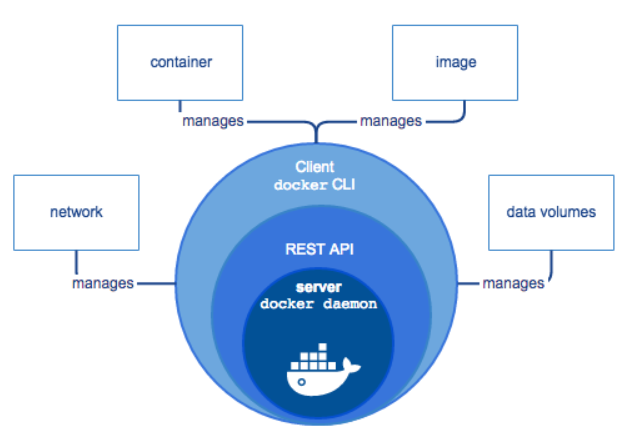 container
image
manages
manages
Client
docker CLI
network
data volumes
REST API
manages
server
manages
docker daemon